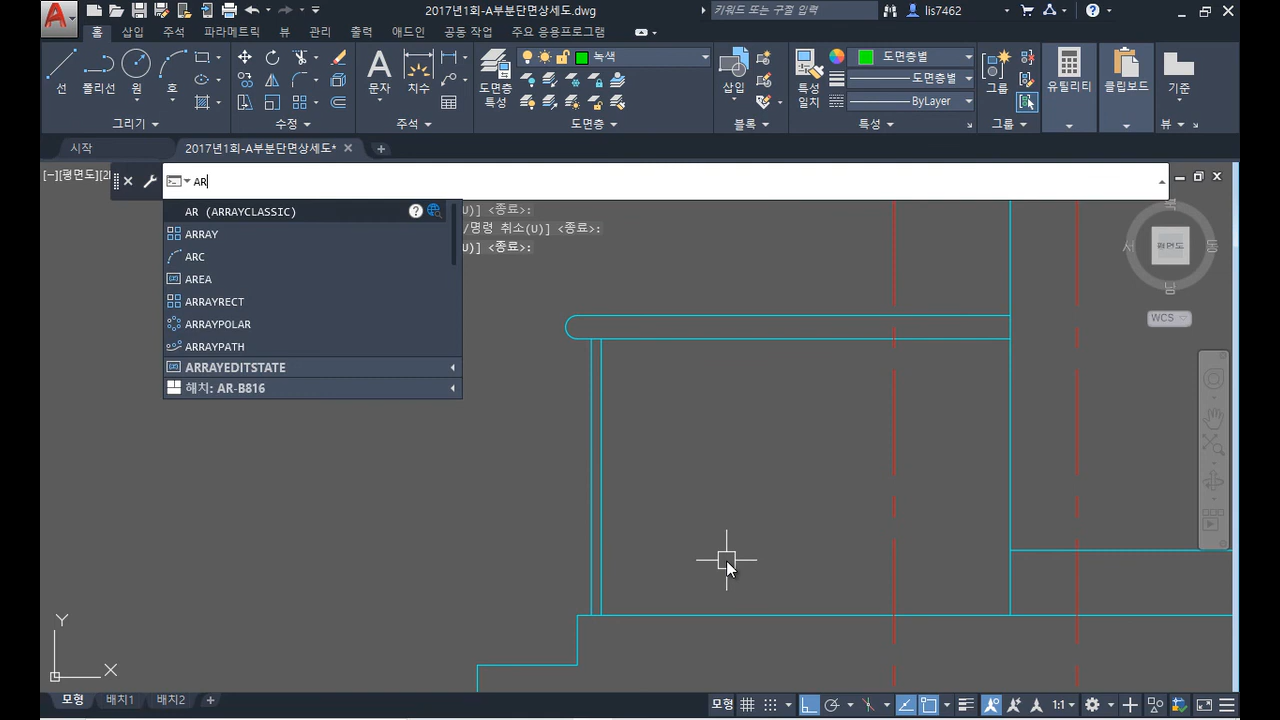 2017년1회-A부분단면상세도.dwg
키워드 또는 구절 입력
lis7462
홈 삽입 주석 파라메트릭 뷰 관리 출력 애드인 공동 작업 주요 응용프로그램
녹색
도면층별
도면층별
ByLayer
선 폴리선 원 호 문자 치수 도면층 특성 삽입 특성 일치 그룹 유틸리티 클립보드 기준
그리기 수정 주석 도면층 블록 특성 그룹 뷰
시작 2017년1회-A부분단면상세도*
[−][평면도][2
AR
AR (ARRAYCLASSIC)
U)] <종료>:
ARRAY
/명령 취소(U)] <종료>:
U)] <종료>:
ARC
AREA
ARRAYRECT
ARRAYPOLAR
ARRAYPATH
ARRAYEDITSTATE
해치: AR-B816
북
서 평면도 동
남
WCS
Y
X
모형 배치1 배치2
모형 1:1